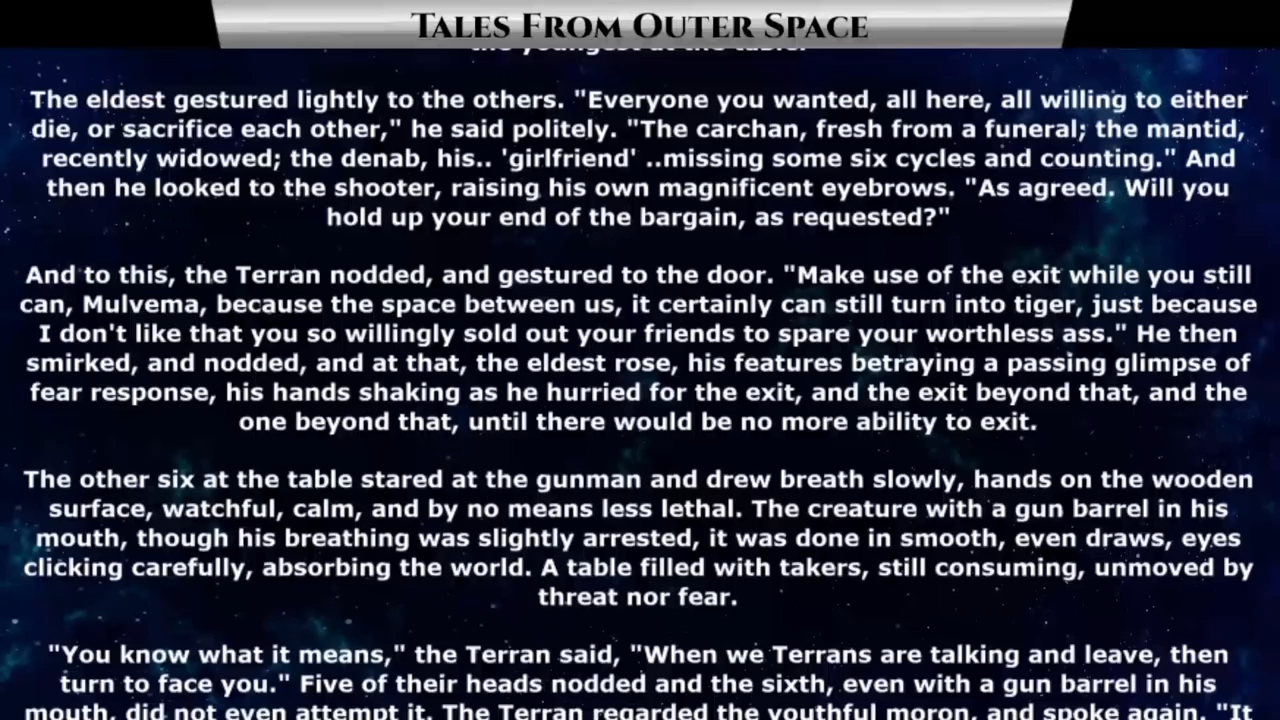 TALES FROM OUTER SPACE
the youngest at the table.
The eldest gestured lightly to the others. "Everyone you wanted, all here, all willing to either
die, or sacrifice each other," he said politely. "The carchan, fresh from a funeral; the mantid,
recently widowed; the denab, his.. 'girlfriend' ..missing some six cycles and counting." And
then he looked to the shooter, raising his own magnificent eyebrows. "As agreed. Will you
hold up your end of the bargain, as requested?"
And to this, the Terran nodded, and gestured to the door. "Make use of the exit while you still
can, Mulvema, because the space between us, it certainly can still turn into tiger, just because
I don't like that you so willingly sold out your friends to spare your worthless ass." He then
smirked, and nodded, and at that, the eldest rose, his features betraying a passing glimpse of
fear response, his hands shaking as he hurried for the exit, and the exit beyond that, and the
one beyond that, until there would be no more ability to exit.
The other six at the table stared at the gunman and drew breath slowly, hands on the wooden
surface, watchful, calm, and by no means less lethal. The creature with a gun barrel in his
mouth, though his breathing was slightly arrested, it was done in smooth, even draws, eyes
clicking carefully, absorbing the world. A table filled with takers, still consuming, unmoved by
threat nor fear.
"You know what it means," the Terran said, "When we Terrans are talking and leave, then
turn to face you." Five of their heads nodded and the sixth, even with a gun barrel in his
mouth, did not even attempt it. The Terran regarded the youthful moron, and spoke again. "It